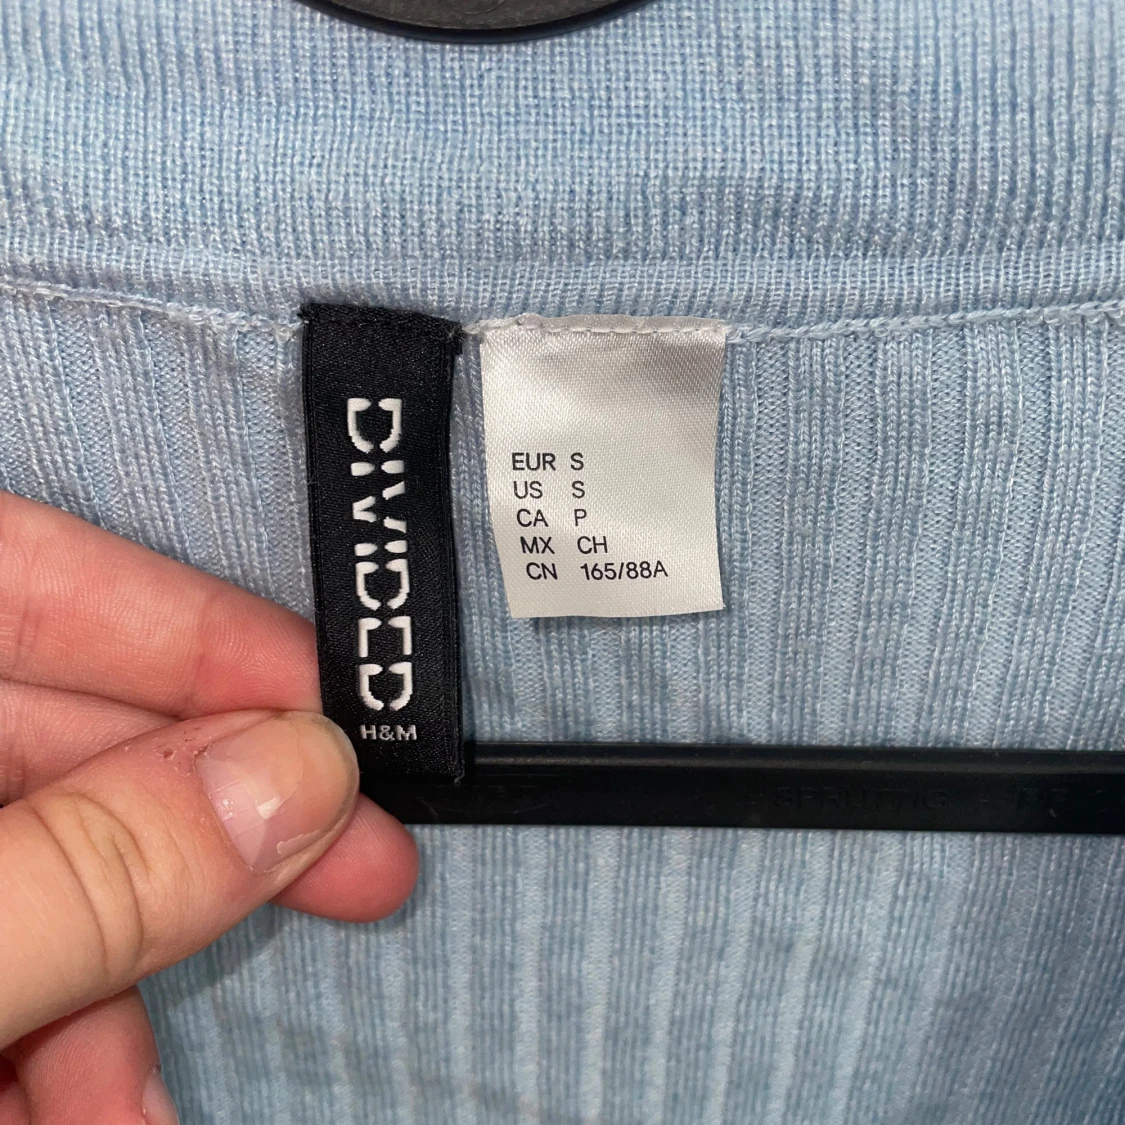 DIVIDED
H&M
EUR S
US S
CA P
MX CH
CN 165/88A